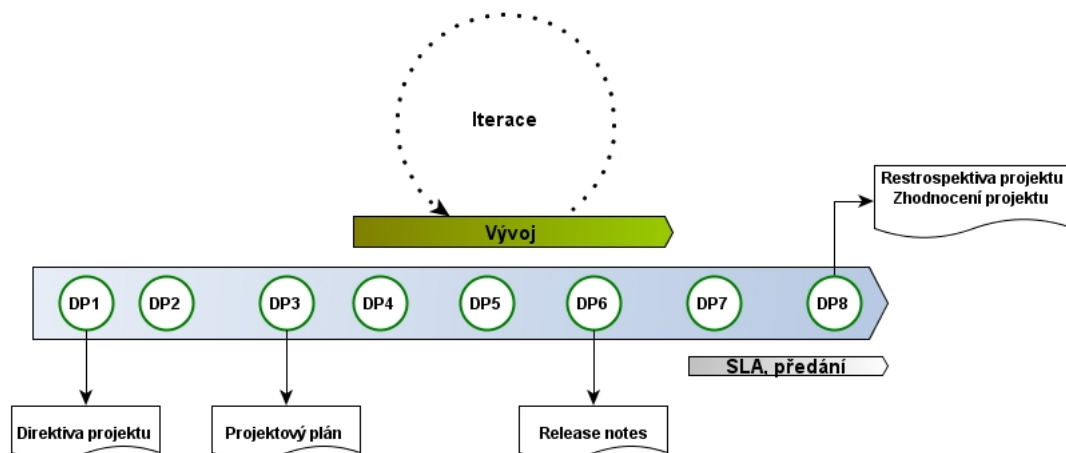 Iterace
Restrospektiva projektu
Zhodnocení projektu
Vývoj
DP1 DP2 DP3 DP4 DP5 DP6 DP7 DP8
SLA, předání
Direktiva projektu
Projektový plán
Release notes